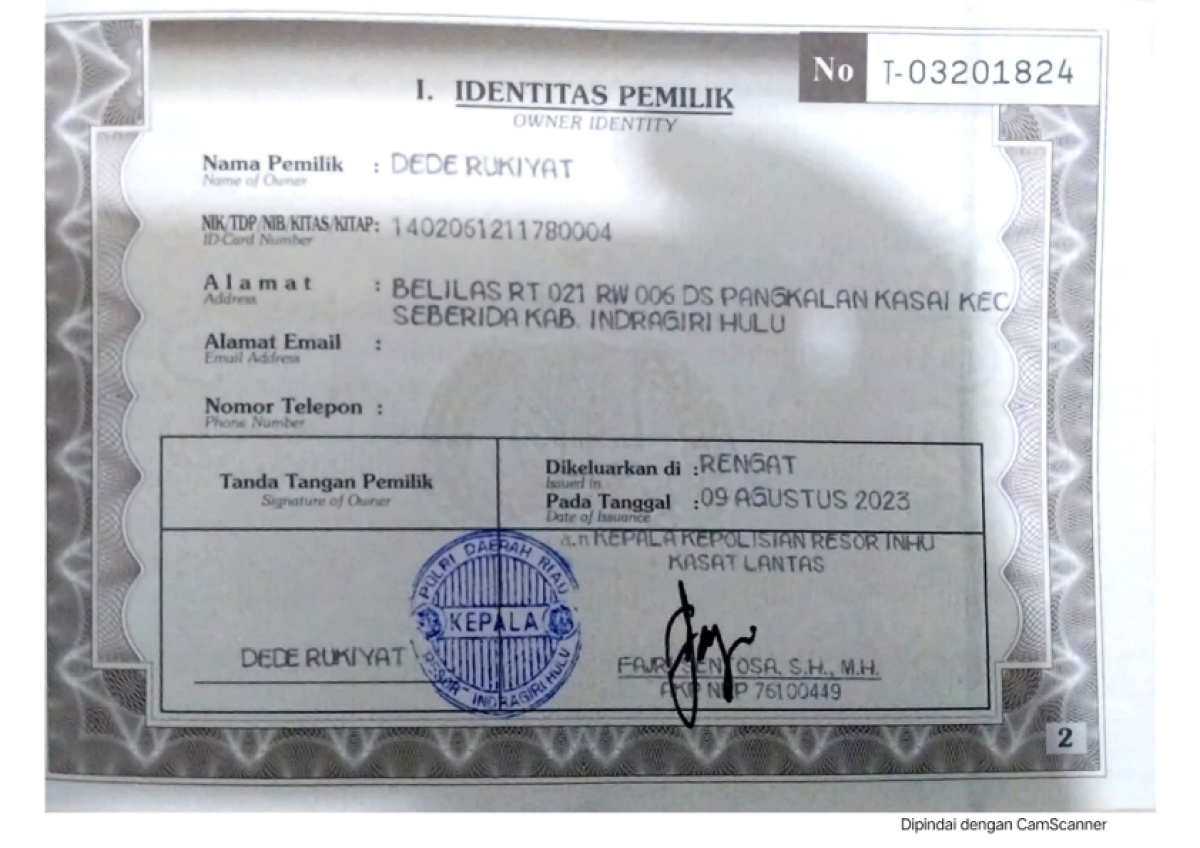 No T-03201824
I. IDENTITAS PEMILIK
OWNER IDENTITY
Nama Pemilik : DEDE RUKIYAT
Name of Owner
NIK/TDP/NIB/KITAS/KITAP: 1402061211780004
ID-Card Number
Alamat : BELILAS RT 021 RW 006 DS PANGKALAN KASAI KEC
Address
SEBERIDA KAB. INDRAGIRI HULU
Alamat Email :
Email Address
Nomor Telepon :
Phone Number
Tanda Tangan Pemilik
Signature of Owner
Dikeluarkan di : RENGAT
Issued in
Pada Tanggal : 09 AGUSTUS 2023
Date of Issuance
a.n KEPALA KEPOLISIAN RESOR INHU
KASAT LANTAS
POLRI DAERAH RIAU
KEPALA
RESOR INDRAGIRI HULU
DEDE RUKIYAT
FAJRI SENTOSA, S.H., M.H.
AKP NRP 76100449
2
Dipindai dengan CamScanner